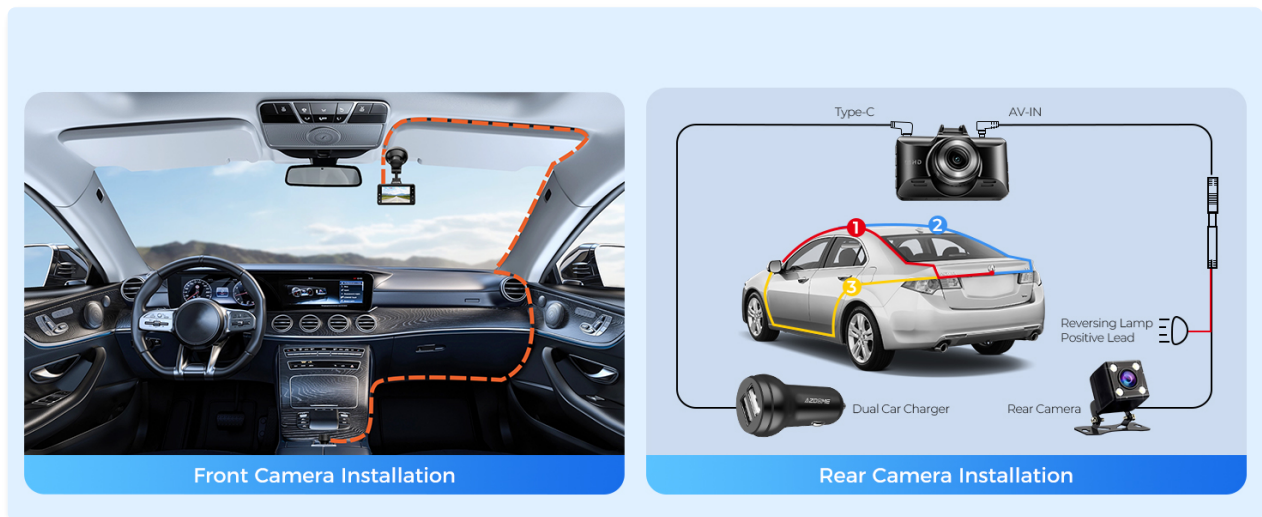 Front Camera Installation
Type-C
AV-IN
1
2
3
Reversing Lamp
Positive Lead
AZDOME
Dual Car Charger
Rear Camera
Rear Camera Installation